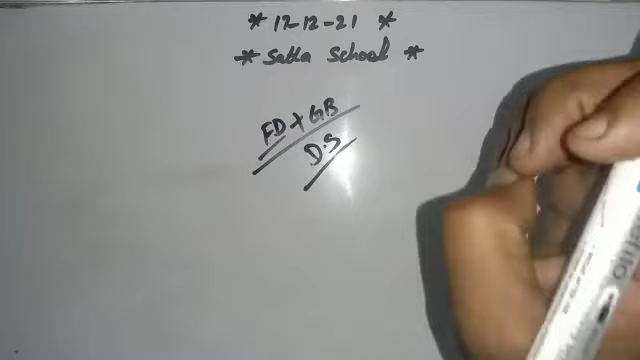 * 12-12-21 *
* Satta School *
FD + GB
D.S